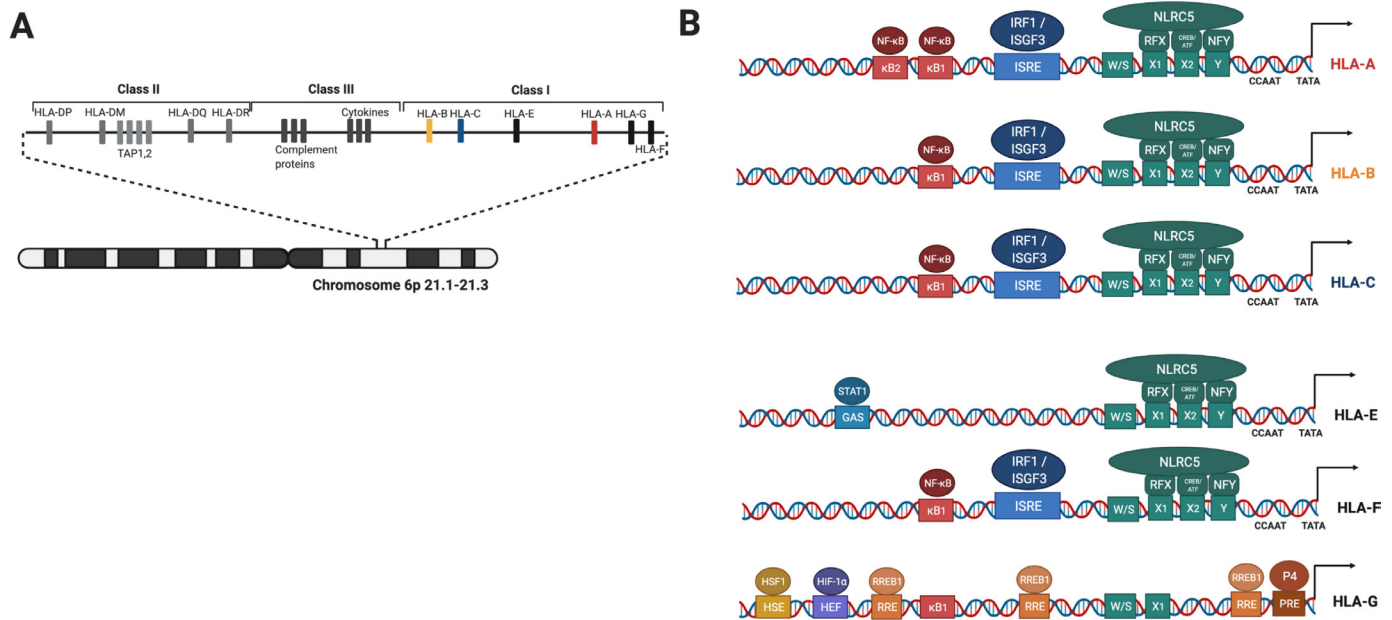 A
Class II
Class III
Class I
HLA-DP
HLA-DM
HLA-DQ
HLA-DR
Cytokines
HLA-B
HLA-C
HLA-E
HLA-A
HLA-G
TAP1,2
Complement
proteins
HLA-F
Chromosome 6p 21.1-21.3
B
NF-κB
NF-κB
IRF1 /
ISGF3
NLRC5
RFX
CREB/
ATF
NFY
κB2
κB1
ISRE
W/S
X1
X2
Y
CCAAT
TATA
HLA-A
NF-κB
IRF1 /
ISGF3
NLRC5
RFX
CREB/
ATF
NFY
κB1
ISRE
W/S
X1
X2
Y
CCAAT
TATA
HLA-B
NF-κB
IRF1 /
ISGF3
NLRC5
RFX
CREB/
ATF
NFY
κB1
ISRE
W/S
X1
X2
Y
CCAAT
TATA
HLA-C
STAT1
NLRC5
RFX
CREB/
ATF
NFY
GAS
W/S
X1
X2
Y
CCAAT
TATA
HLA-E
NF-κB
IRF1 /
ISGF3
NLRC5
RFX
CREB/
ATF
NFY
κB1
ISRE
W/S
X1
X2
Y
CCAAT
TATA
HLA-F
HSF1
HIF-1α
RREB1
RREB1
RREB1
P4
HSE
HEF
RRE
κB1
RRE
W/S
X1
RRE
PRE
HLA-G